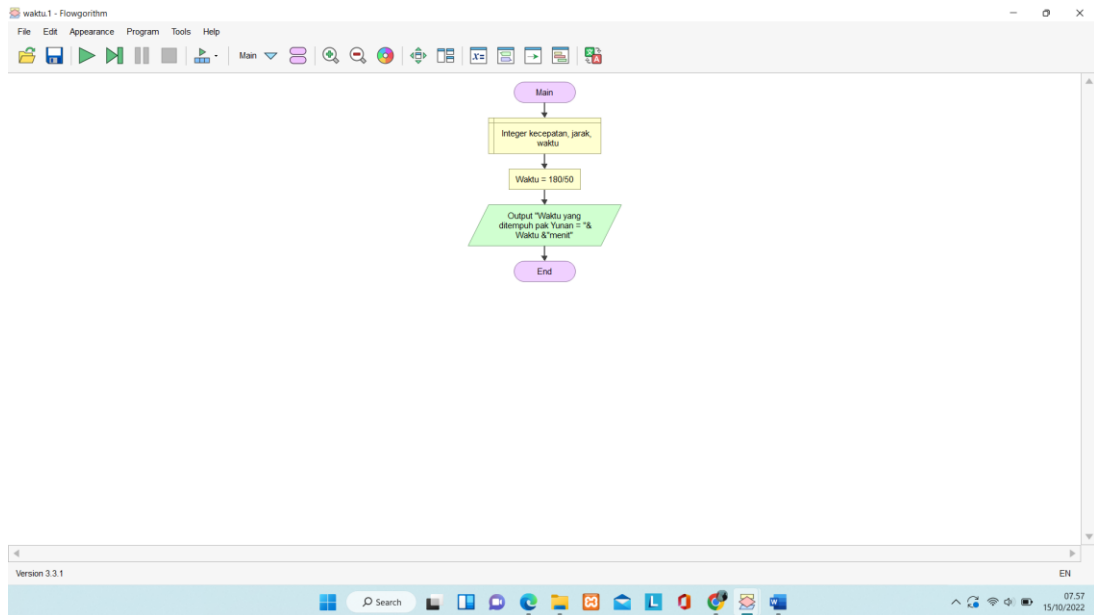 waktu.1 - Flowgorithm
File Edit Appearance Program Tools Help
Main
x=
Main
Integer kecepatan, jarak,
waktu
Waktu = 180/50
Output "Waktu yang
ditempuh pak Yunan = "&
Waktu &"menit"
End
Version 3.3.1
EN
Search
L
W
07.57
15/10/2022